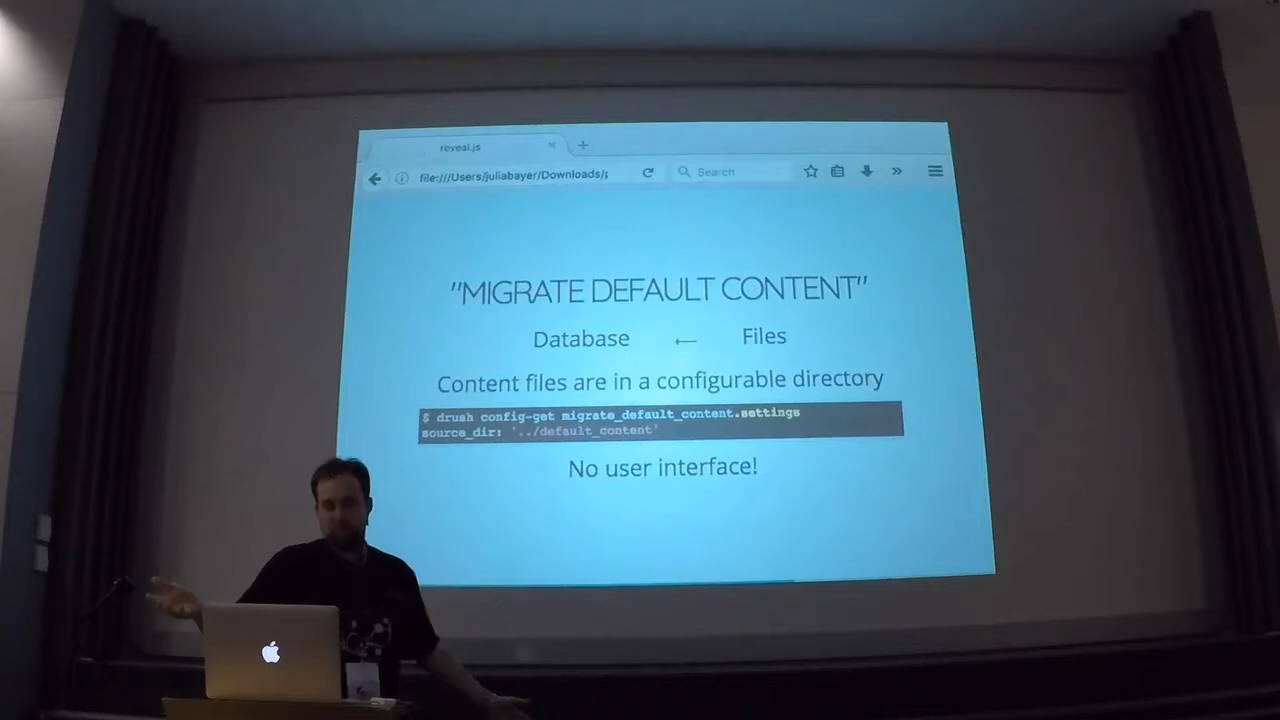 reveal.js
file:///Users/juliabayer/Downloads/
Search
"MIGRATE DEFAULT CONTENT"
Database ← Files
Content files are in a configurable directory
$ drush config-get migrate_default_content.settings
source_dir: '../default_content'
No user interface!